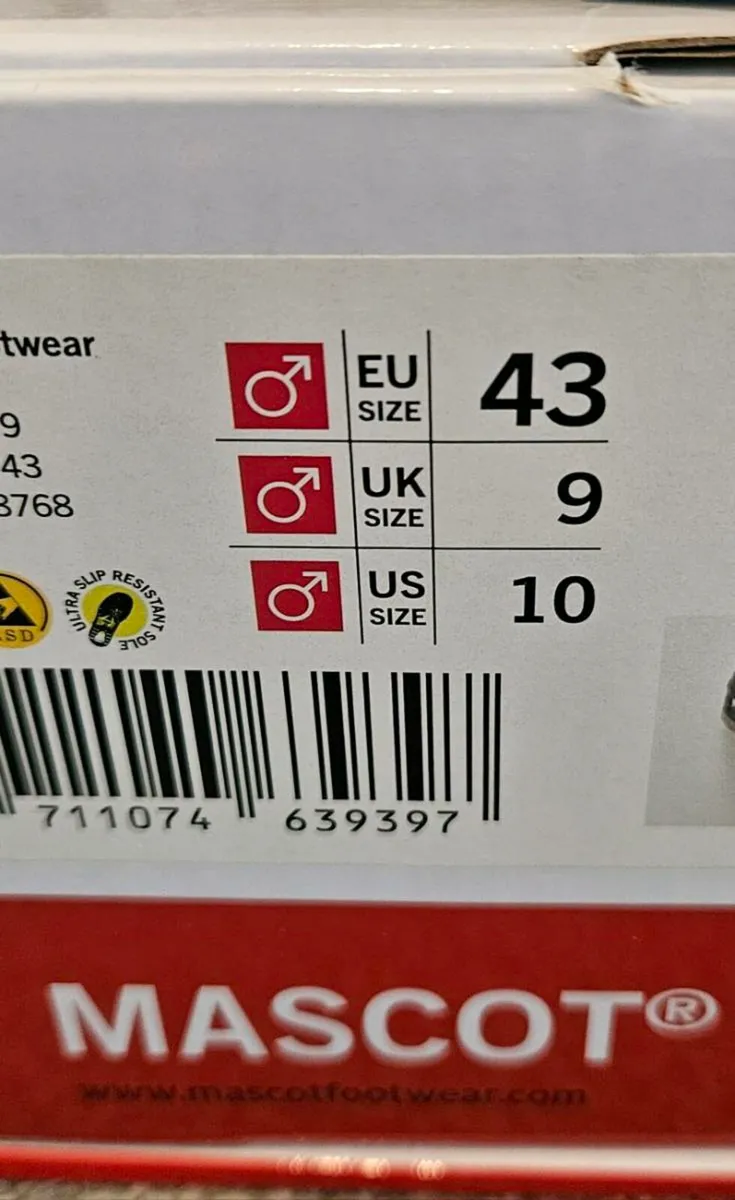 twear
9
43
8768
EU
SIZE
43
UK
SIZE
9
US
SIZE
10
SD
ULTRA SLIP RESISTANT SOLE
711074 639397
MASCOT®
www.mascotfootwear.com